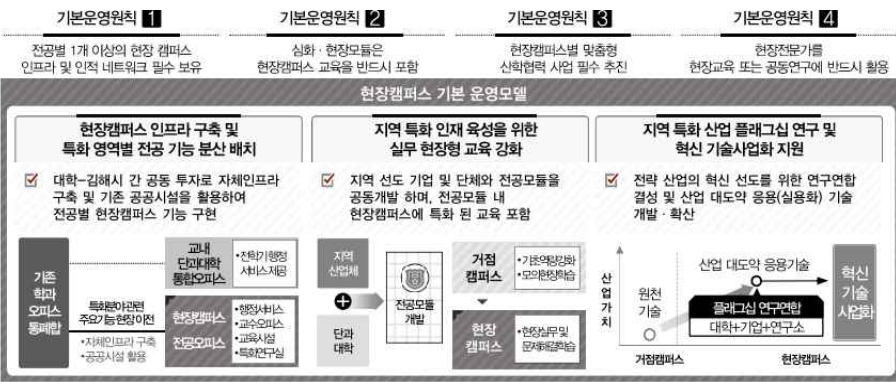 기본운영원칙 1
전공별 1개 이상의 현장 캠퍼스
인프라 및 인적 네트워크 필수 보유
기본운영원칙 2
심화 · 현장모듈은
현장캠퍼스 교육을 반드시 포함
기본운영원칙 3
현장캠퍼스별 맞춤형
산학협력 사업 필수 추진
기본운영원칙 4
현장전문가를
현장교육 또는 공동연구에 반드시 활용
현장캠퍼스 기본 운영모델
현장캠퍼스 인프라 구축 및
특화 영역별 전공 기능 분산 배치
대학-김해시 간 공동 투자로 자체인프라
구축 및 기존 공공시설을 활용하여
전공별 현장캠퍼스 기능 구현
기존
학과
오피스
통폐합
특화분야 관련
주요기능 현장 이전
•자체인프라 구축
•공공시설 활용
교내
단과대학
통합오피스
•전학기 행정
서비스 제공
현장캠퍼스
전공오피스
•행정서비스
•교수오피스
•교육시설
•특화연구실
지역 특화 인재 육성을 위한
실무 현장형 교육 강화
지역 선도 기업 및 단체와 전공모듈을
공동개발 하며, 전공모듈 내
현장캠퍼스에 특화 된 교육 포함
지역
산업체
단과
대학
전공모듈
개발
거점
캠퍼스
•기초역량강화
•모의현장학습
현장
캠퍼스
•현장실무 및
문제해결학습
지역 특화 산업 플래그십 연구 및
혁신 기술사업화 지원
전략 산업의 혁신 선도를 위한 연구연합
결성 및 산업 대도약 응용(실용화) 기술
개발 · 확산
산업가치
원천
기술
산업 대도약 응용기술
플래그십 연구연합
대학+기업+연구소
혁신
기술
사업화
거점캠퍼스
현장캠퍼스